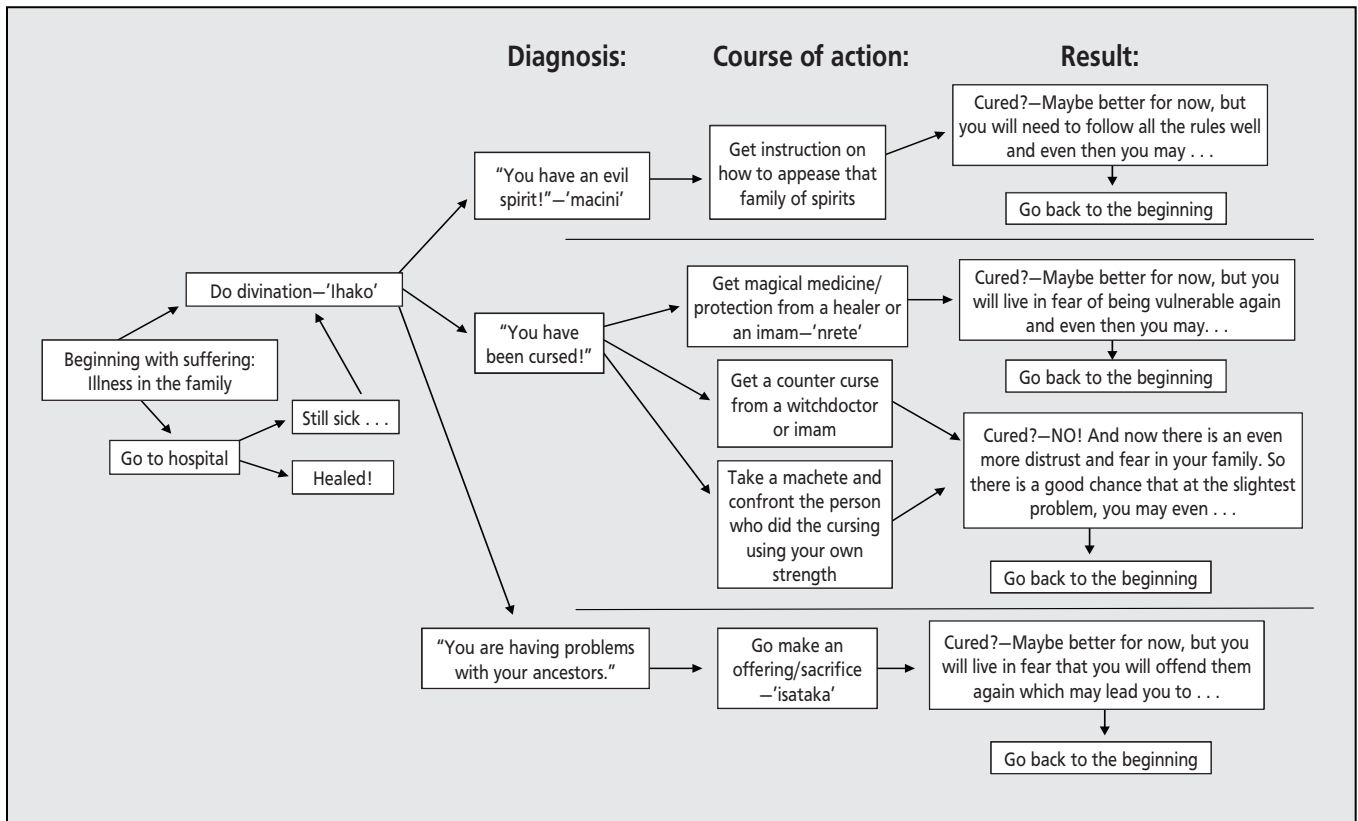 Diagnosis:
Course of action:
Result:
Beginning with suffering:
Illness in the family
Do divination—'Ihako'
Go to hospital
Still sick . . .
Healed!
"You have an evil
spirit!"—'macini'
Get instruction on
how to appease that
family of spirits
Cured?—Maybe better for now, but
you will need to follow all the rules well
and even then you may . . .
Go back to the beginning
"You have
been cursed!"
Get magical medicine/
protection from a healer or
an imam—'nrete'
Cured?—Maybe better for now, but you
will live in fear of being vulnerable again
and even then you may. . .
Go back to the beginning
Get a counter curse
from a witchdoctor
or imam
Take a machete and
confront the person
who did the cursing
using your own
strength
Cured?—NO! And now there is an even
more distrust and fear in your family. So
there is a good chance that at the slightest
problem, you may even . . .
Go back to the beginning
"You are having problems
with your ancestors."
Go make an
offering/sacrifice
—'isataka'
Cured?—Maybe better for now, but you
will live in fear that you will offend them
again which may lead you to . . .
Go back to the beginning